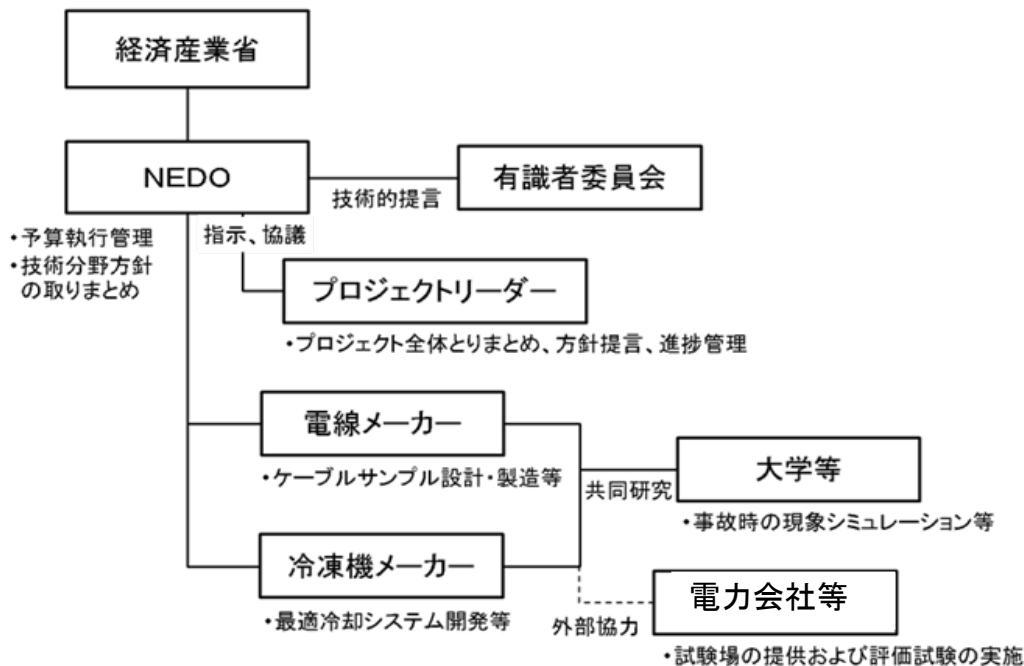 経済産業省
NEDO
有識者委員会
技術的提言
・予算執行管理
・技術分野方針
の取りまとめ
指示、協議
プロジェクトリーダー
・プロジェクト全体とりまとめ、方針提言、進捗管理
電線メーカー
・ケーブルサンプル設計・製造等
大学等
共同研究
・事故時の現象シミュレーション等
冷凍機メーカー
・最適冷却システム開発等
電力会社等
外部協力
・試験場の提供および評価試験の実施